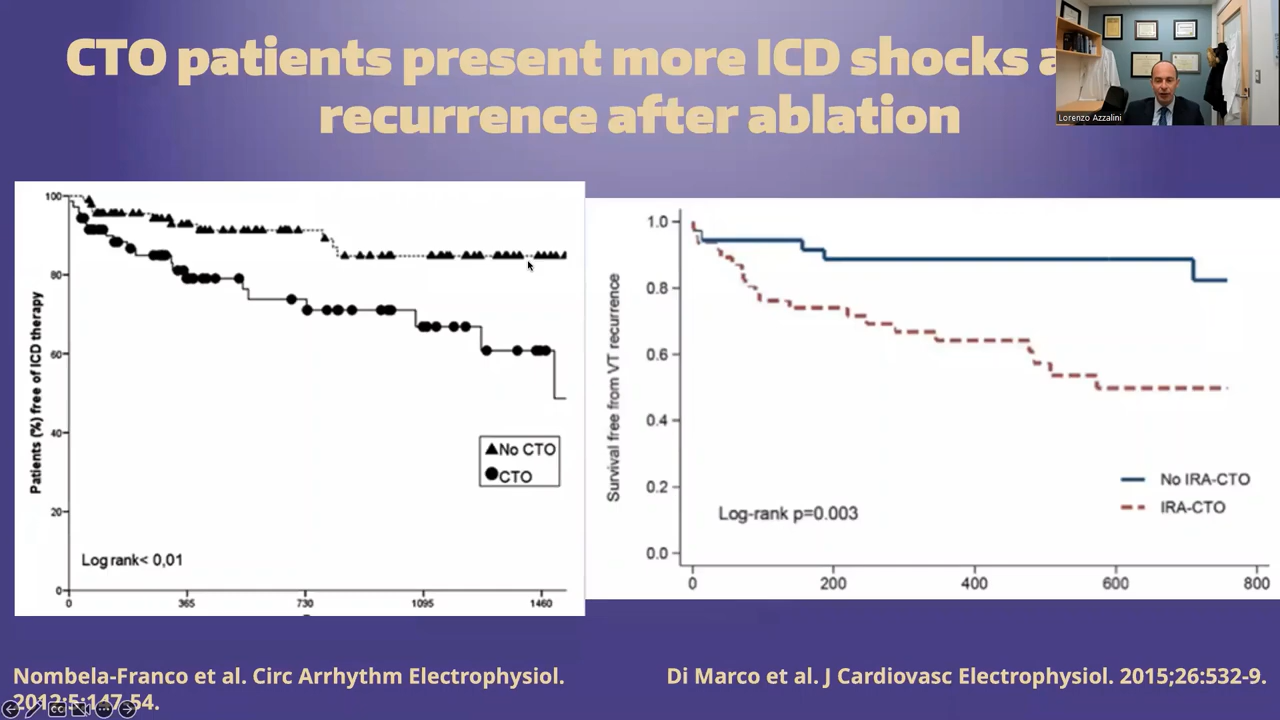 CTO patients present more ICD shocks a
recurrence after ablation
Lorenzo Azzalini
Patients (%) free of ICD therapy
100
80
60
40
20
0
0 365 730 1095 1460
No CTO
CTO
Log rank< 0,01
Survival free from VT recurrence
1.0
0.8
0.6
0.4
0.2
0.0
0 200 400 600 800
No IRA-CTO
IRA-CTO
Log-rank p=0.003
Nombela-Franco et al. Circ Arrhythm Electrophysiol.
2012;5:147-54.
Di Marco et al. J Cardiovasc Electrophysiol. 2015;26:532-9.